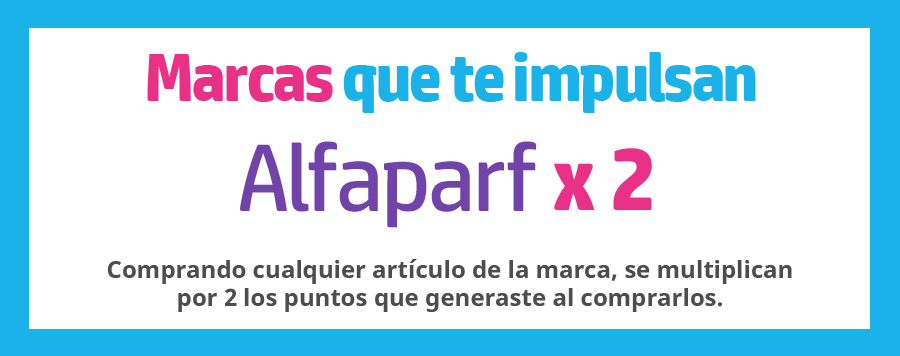 Marcas que te impulsan
Alfaparf x 2
Comprando cualquier artículo de la marca, se multiplican
por 2 los puntos que generaste al comprarlos.